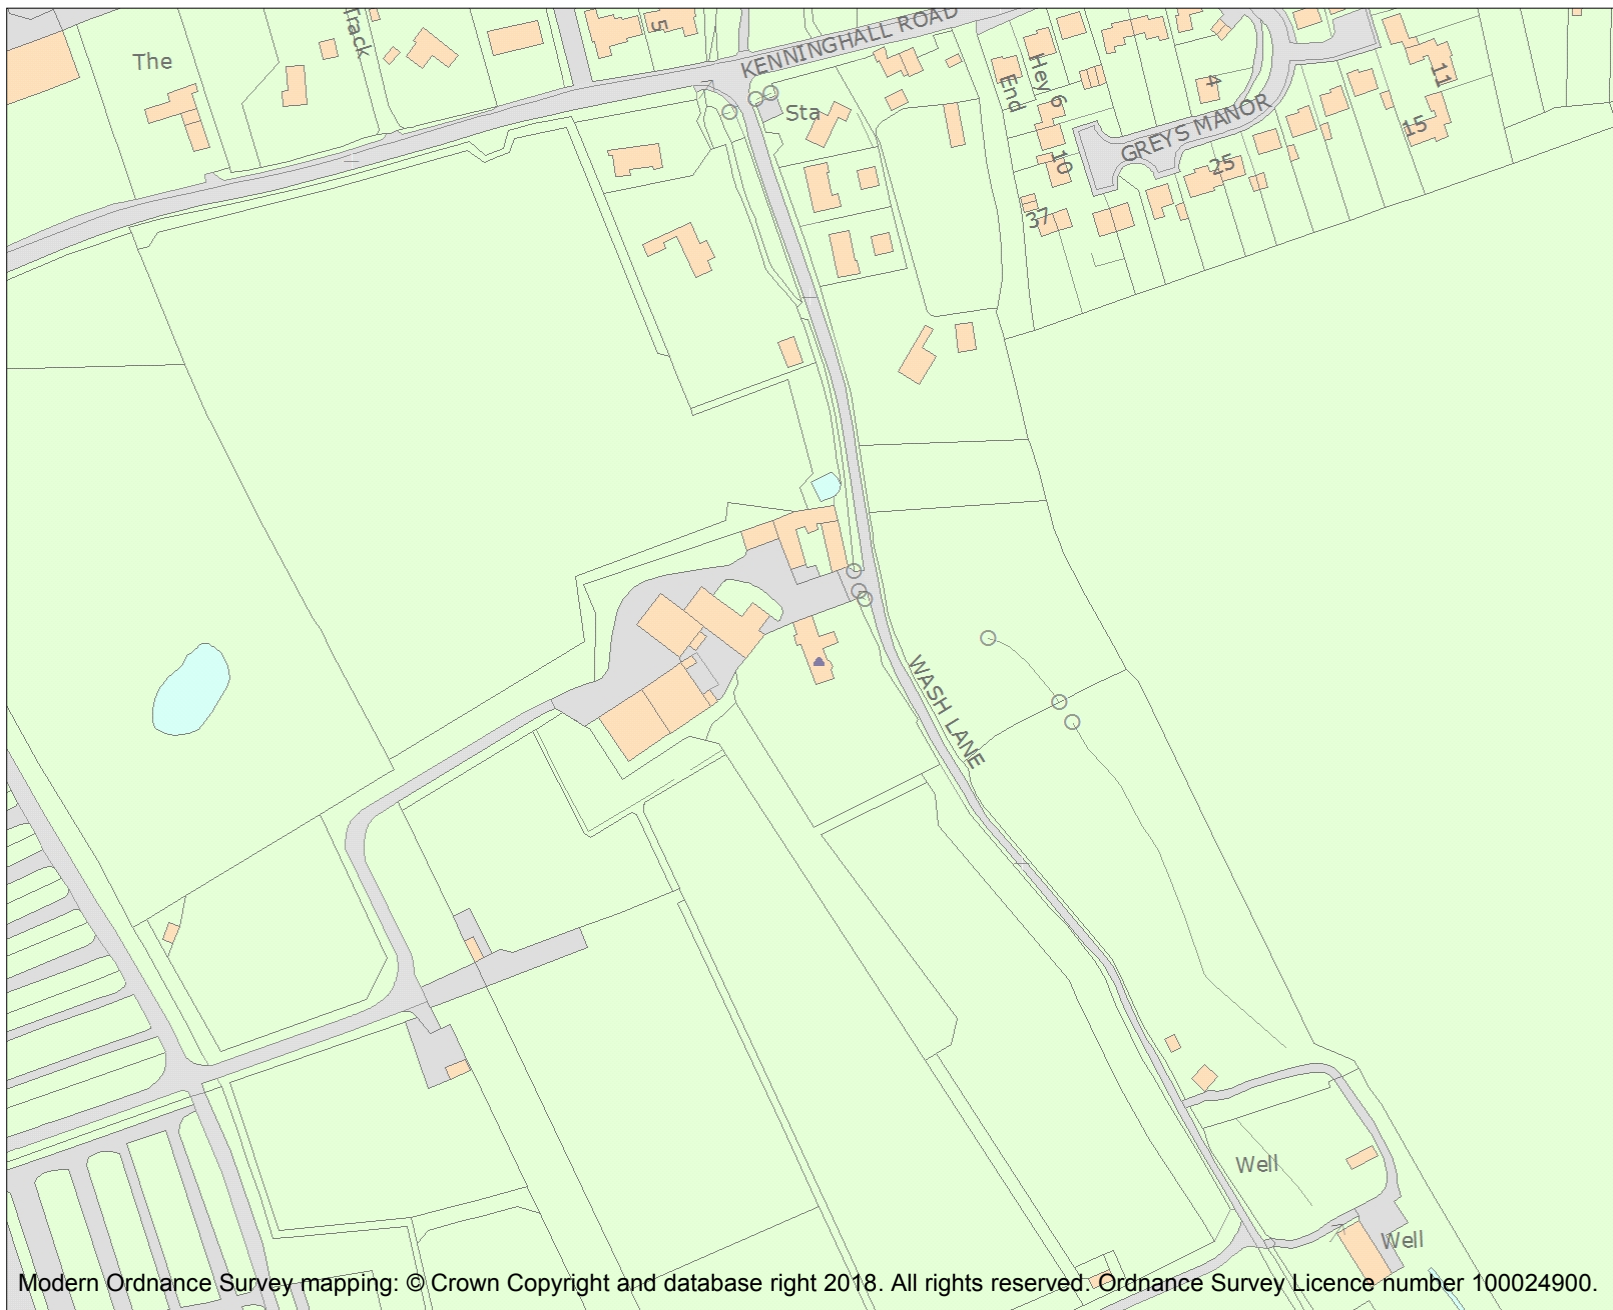 The
Track
5
KENNINGHALL ROAD
Sta
End
Hey 6
10
37
4
GREYS MANOR
25
11
15
WASH LANE
Well
Well
Modern Ordnance Survey mapping: © Crown Copyright and database right 2018. All rights reserved. Ordnance Survey Licence number 100024900.